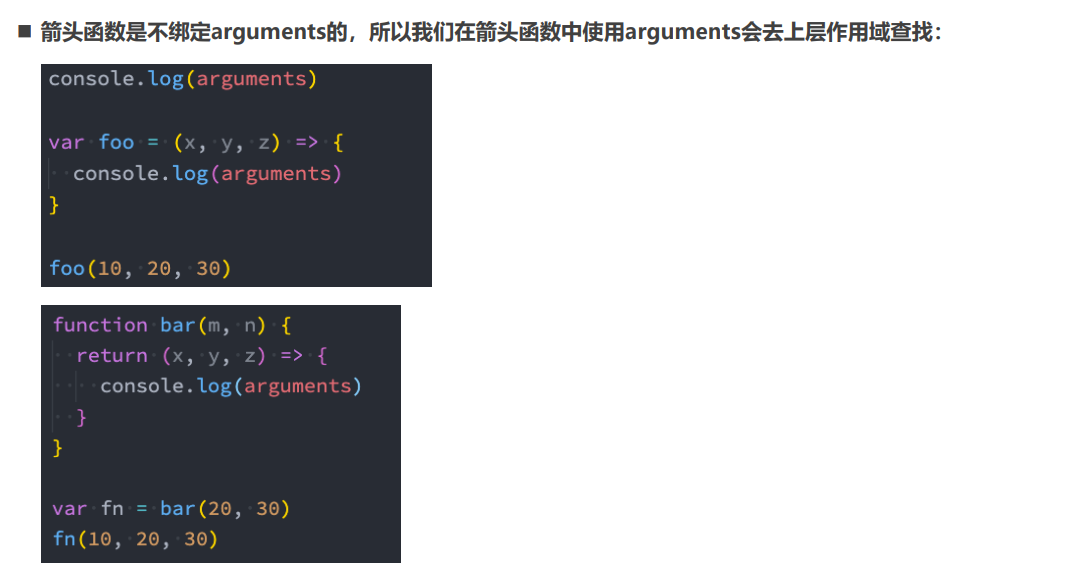 ■ 箭头函数是不绑定arguments的，所以我们在箭头函数中使用arguments会去上层作用域查找：
console.log(arguments)
var foo = (x, y, z) => {
  console.log(arguments)
}
foo(10, 20, 30)
function bar(m, n) {
  return (x, y, z) => {
    console.log(arguments)
  }
}
var fn = bar(20, 30)
fn(10, 20, 30)